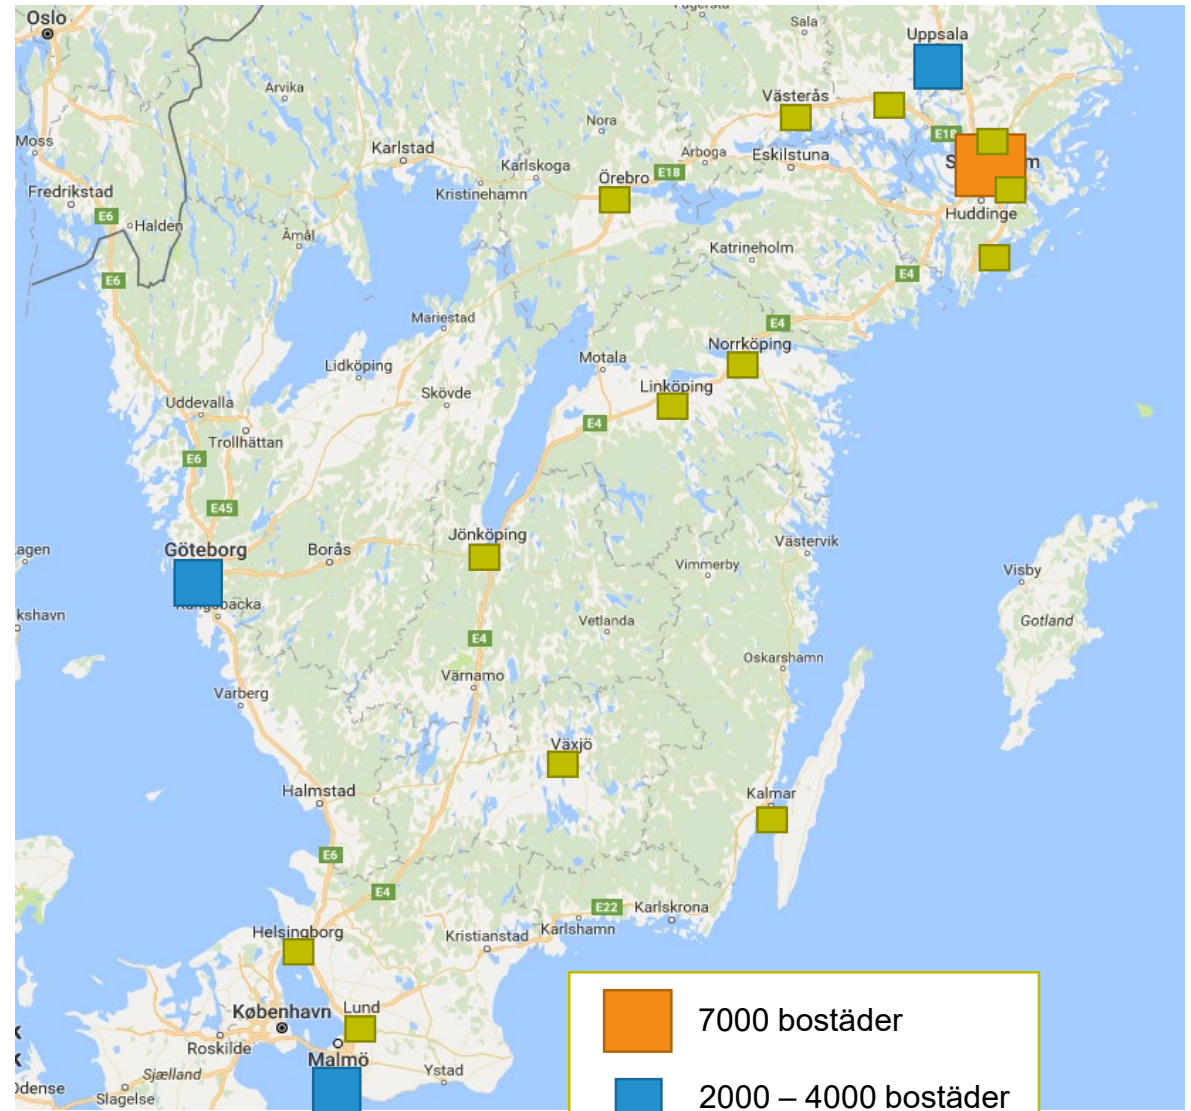 Oslo
Sala
Uppsala
Arvika
Västerås
Nora
E18
Moss
Karlstad
Arboga
Eskilstuna
Karlskoga
E18
Örebro
Fredrikstad
Kristinehamn
E6
Halden
Huddinge
Åmål
Katrineholm
E6
E4
Mariestad
E4
Norrköping
Motala
Lidköping
Linköping
Skövde
Uddevalla
E4
Trollhättan
E6
E45
Jönköping
Västervik
Göteborg
Borås
Vimmerby
Visby
Vetlanda
Gotland
E4
Oskarshamn
Värnamo
Varberg
Växjö
Halmstad
Kalmar
E6
E4
E22
Karlskrona
Helsingborg
Karlshamn
Kristianstad
København
Lund
7000 bostäder
Roskilde
Malmö
Sjælland
Ystad
Slagelse
2000 – 4000 bostäder